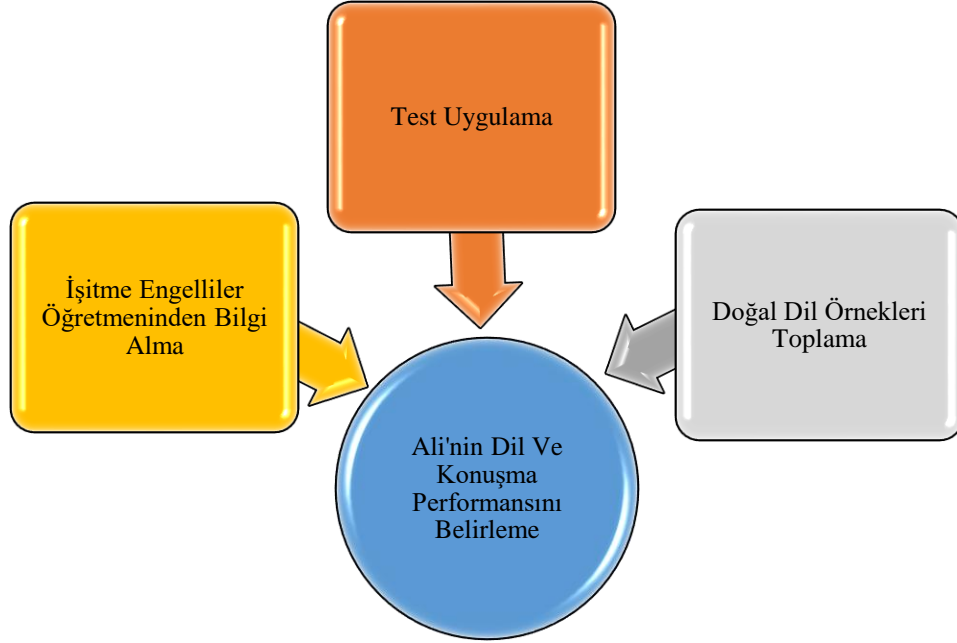 Test Uygulama
İşitme Engelliler
Öğretmeninden Bilgi
Alma
Doğal Dil Örnekleri
Toplama
Ali'nin Dil Ve
Konuşma
Performansını
Belirleme